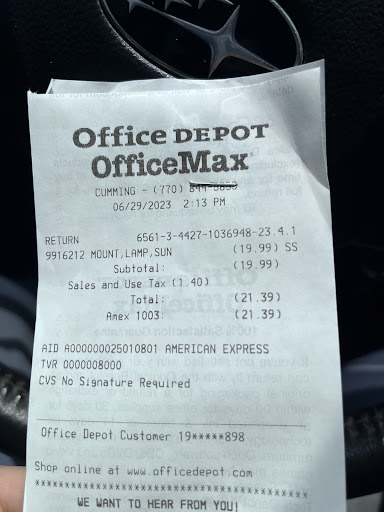 Office DEPOT
OfficeMax
CUMMING - (770) 844-5853
06/29/2023 2:13 PM
RETURN 6561-3-4427-1036948-23.4.1
9916212 MOUNT,LAMP,SUN (19.99) SS
Subtotal: (19.99)
Sales and Use Tax (1.40)
Total: (21.39)
Amex 1003: (21.39)
AID A000000025010801 AMERICAN EXPRESS
TVR 0000008000
CVS No Signature Required
Office Depot Customer 19*****898
Shop online at www.officedepot.com
WE WANT TO HEAR FROM YOU!